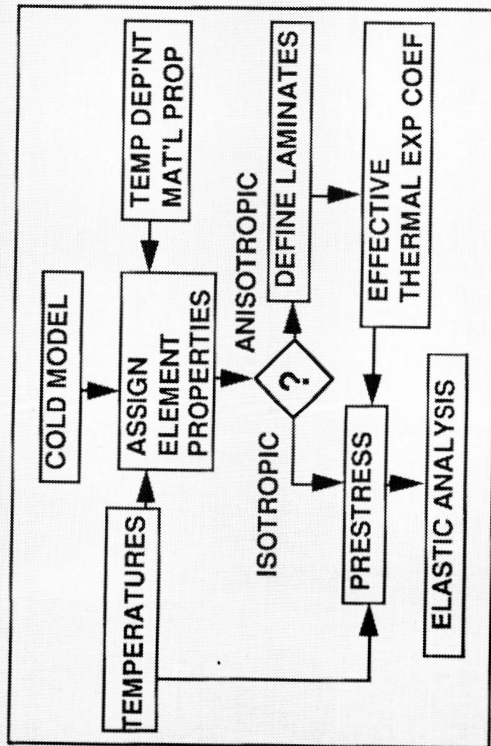 COLD MODEL
TEMPERATURES
ASSIGN
ELEMENT
PROPERTIES
TEMP DEP'NT
MAT'L PROP
?
ISOTROPIC
ANISOTROPIC
DEFINE LAMINATES
PRESTRESS
EFFECTIVE
THERMAL EXP COEF
ELASTIC ANALYSIS